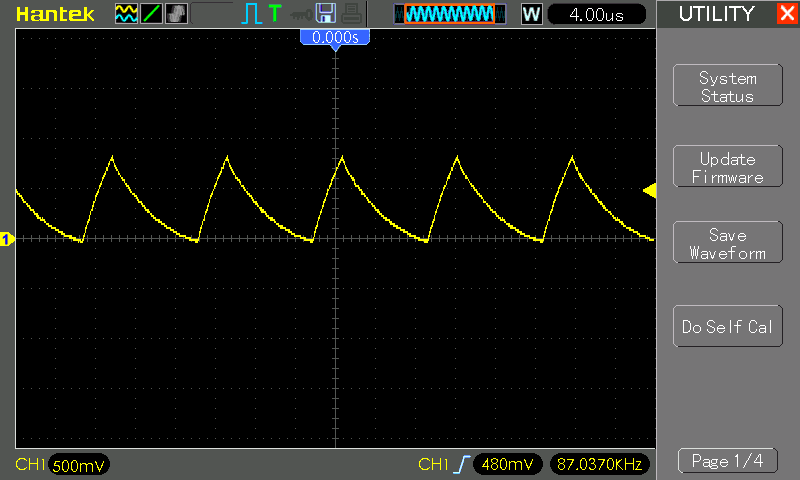 Hantek
T
W
4.00us
UTILITY
0.000s
System
Status
Update
Firmware
1
Save
Waveform
Do Self Cal
CH1 500mV
CH1 480mV 87.0370KHz
Page 1/4